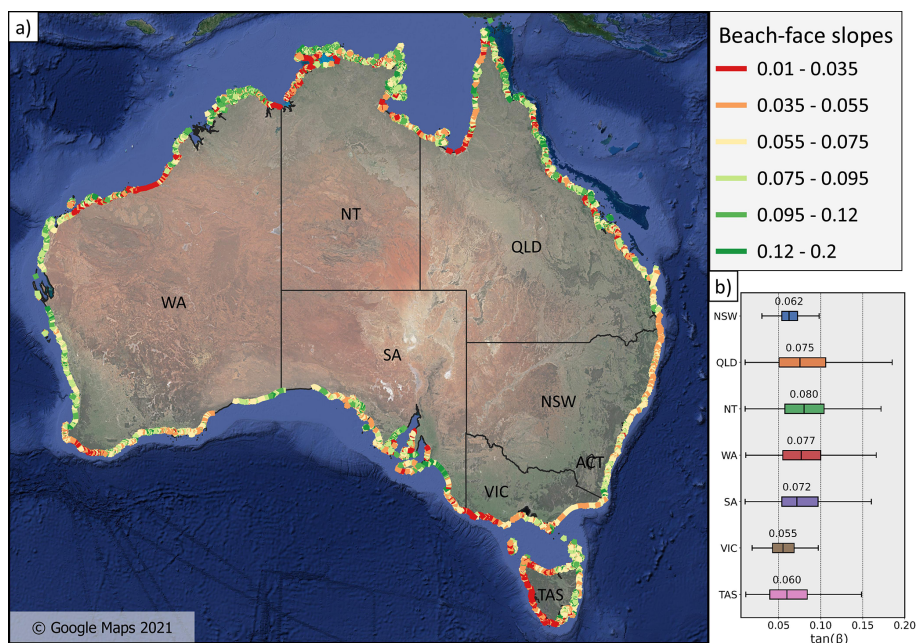 a)
NT
QLD
WA
SA
NSW
ACT
VIC
TAS
© Google Maps 2021
Beach-face slopes
0.01 - 0.035
0.035 - 0.055
0.055 - 0.075
0.075 - 0.095
0.095 - 0.12
0.12 - 0.2
b)
0.062
NSW
0.075
QLD
0.080
NT
0.077
WA
0.072
SA
0.055
VIC
0.060
TAS
0.05 0.10 0.15 0.20
tan(β)